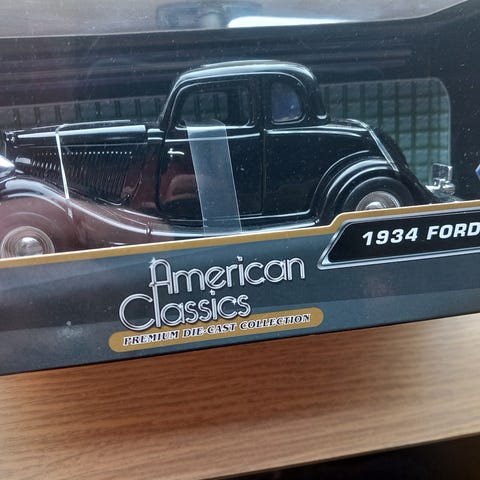 1934 FORD
American
Classics
PREMIUM DIE-CAST COLLECTION